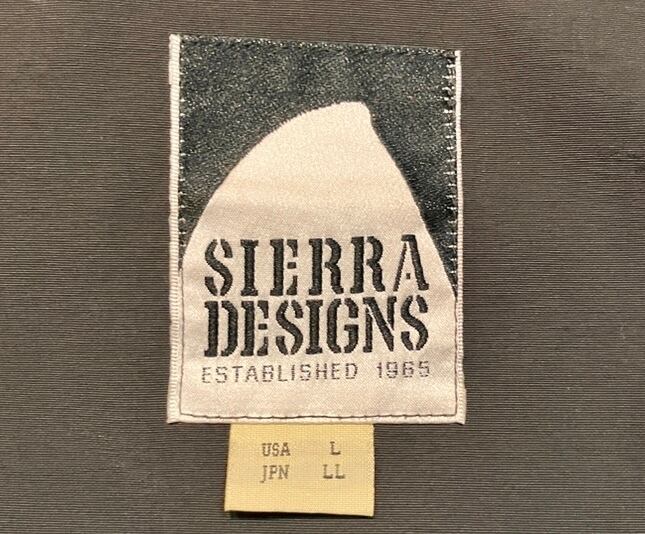 SIERRA
DESIGNS
ESTABLISHED 1965
USA L
JPN LL